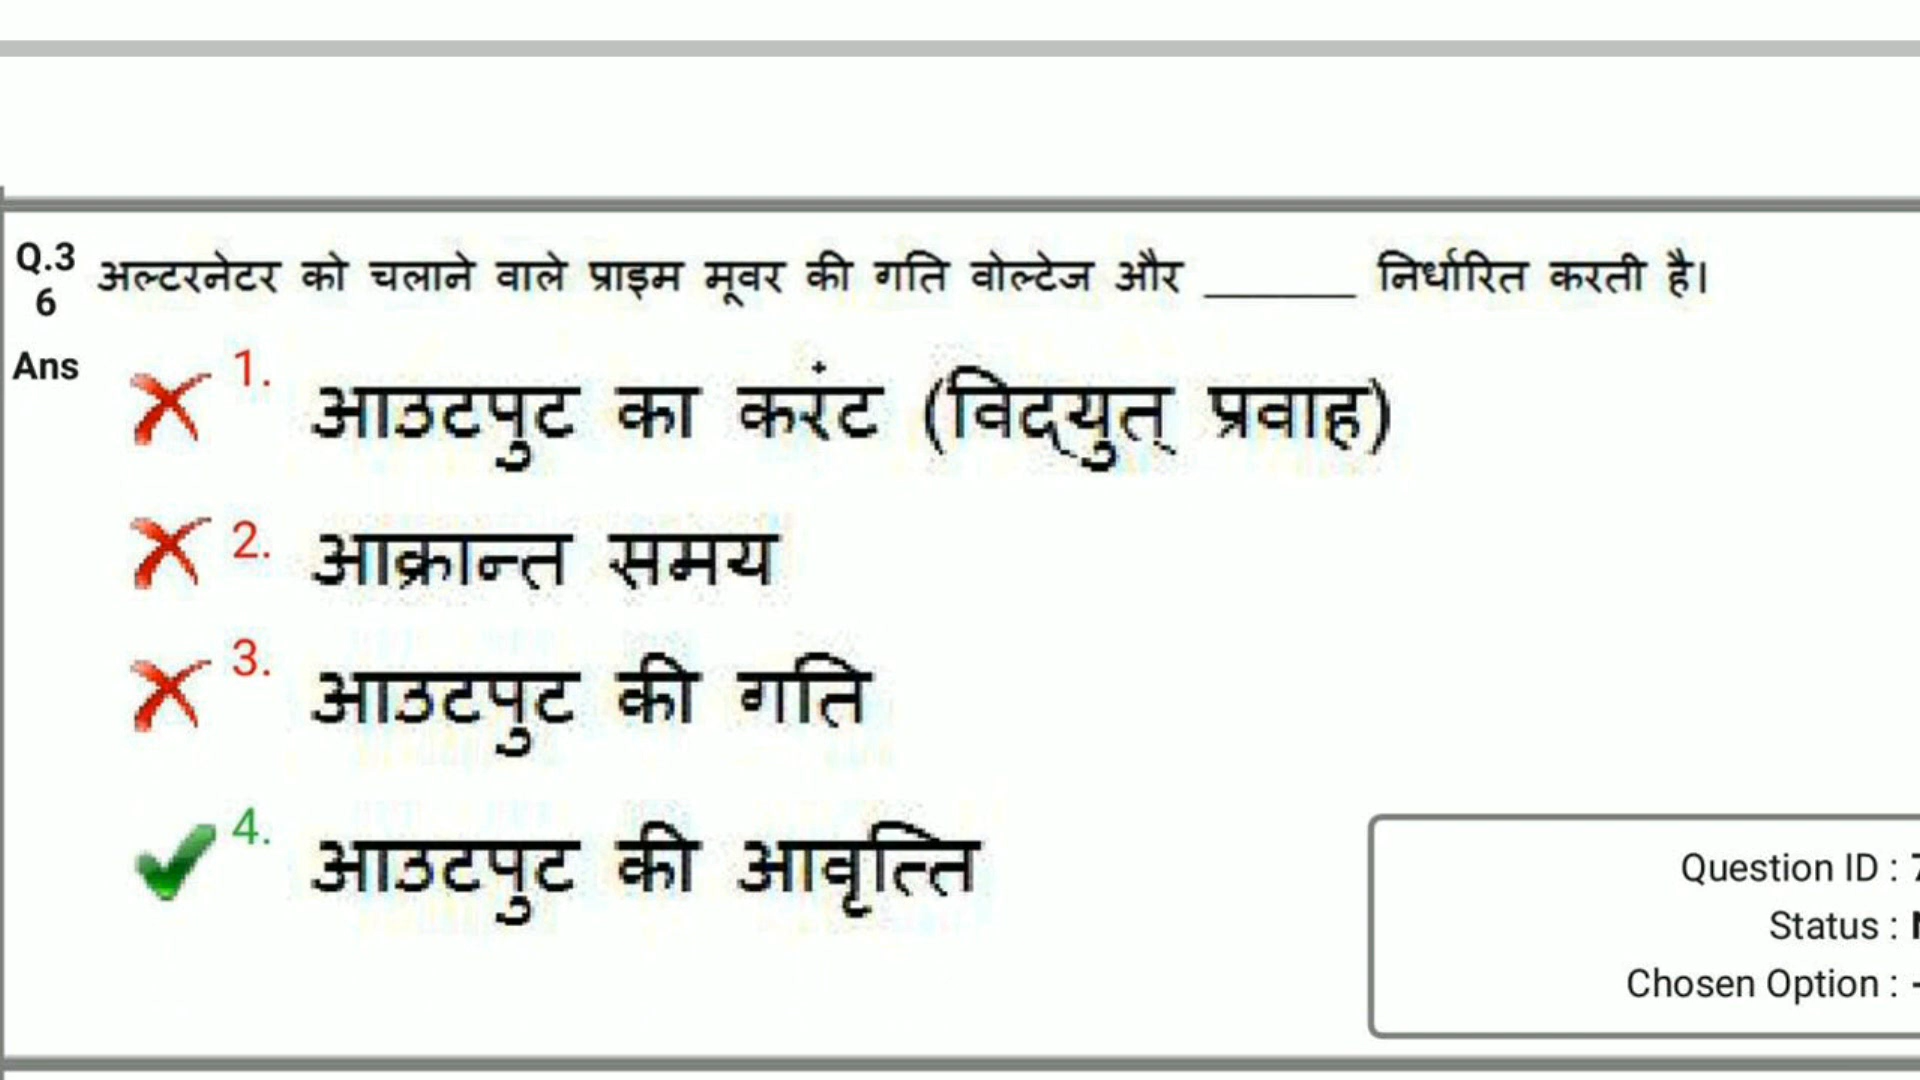 Q.3
6
अल्टरनेटर को चलाने वाले प्राइम मूवर की गति वोल्टेज और ______ निर्धारित करती है।
Ans
1. आउटपुट का करंट (विद्युत् प्रवाह)
2. आक्रान्त समय
3. आउटपुट की गति
4. आउटपुट की आवृत्ति
Question ID :
Status :
Chosen Option : -